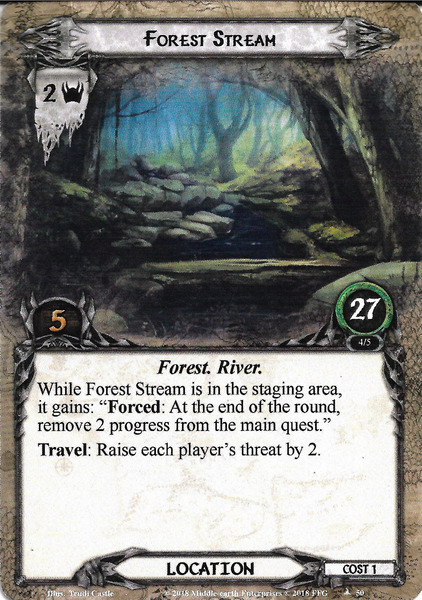 Forest Stream
2
5
27
4/5
Forest. River.
While Forest Stream is in the staging area,
it gains: “Forced: At the end of the round,
remove 2 progress from the main quest.”
Travel: Raise each player’s threat by 2.
LOCATION
COST 1
Illus. Trudi Castle
© 2018 Middle-earth Enterprises © 2018 FFG
50